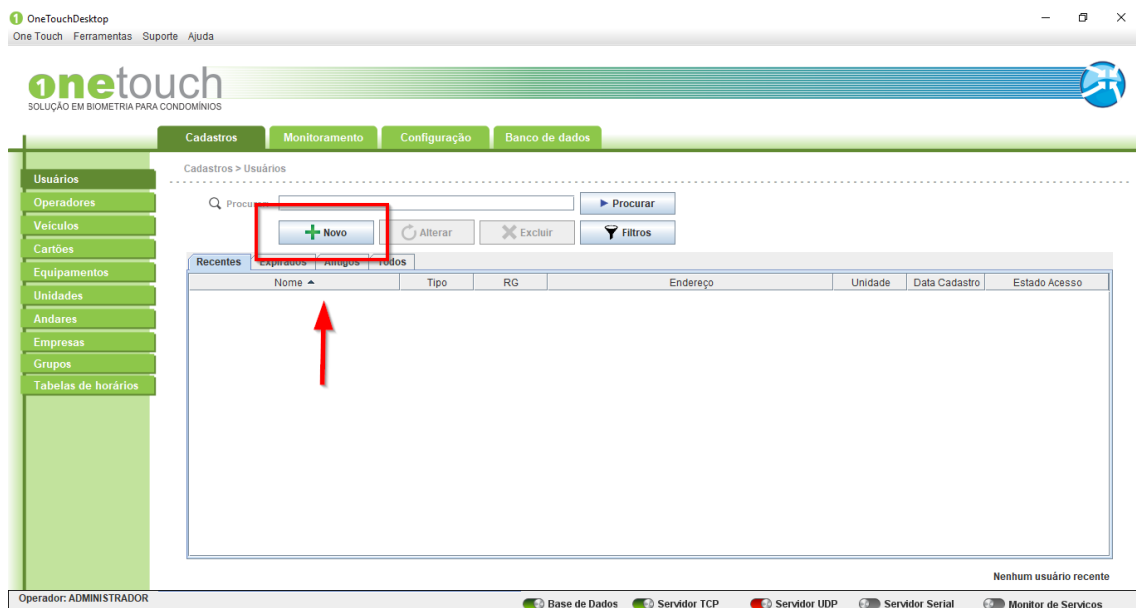 OneTouchDesktop
One Touch Ferramentas Suporte Ajuda
onetouch
SOLUÇÃO EM BIOMETRIA PARA CONDOMÍNIOS
Cadastros Monitoramento Configuração Banco de dados
Cadastros > Usuários
Usuários
Operadores
Veículos
Cartões
Equipamentos
Unidades
Andares
Empresas
Grupos
Tabelas de horários
Procurar
Novo Alterar Excluir Filtros
Recentes Expirados Antigos Todos
Nome Tipo RG Endereço Unidade Data Cadastro Estado Acesso
Nenhum usuário recente
Operador: ADMINISTRADOR
Base de Dados Servidor TCP Servidor UDP Servidor Serial Monitor de Serviços